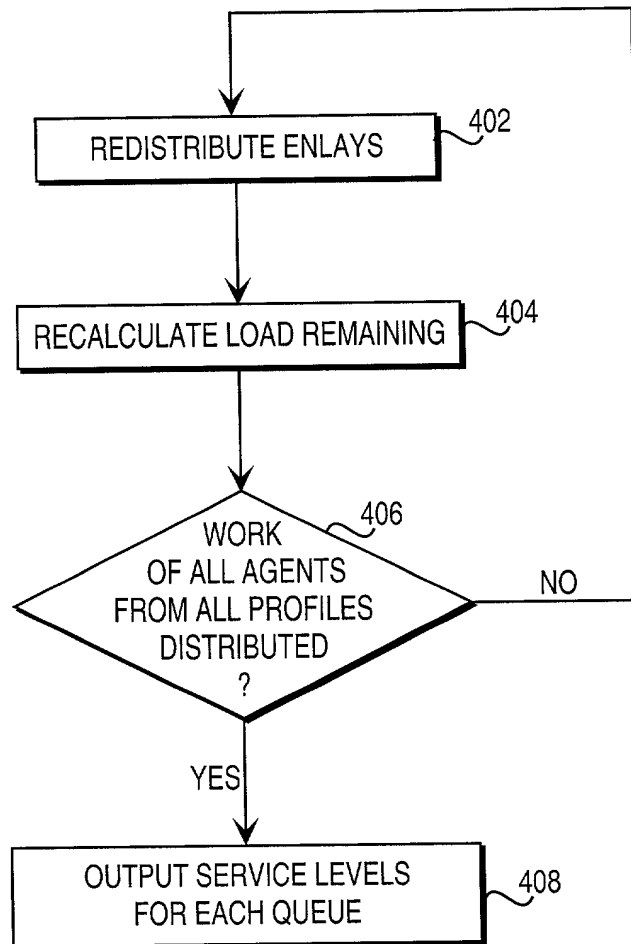 REDISTRIBUTE ENLAYS
402
RECALCULATE LOAD REMAINING
404
406
WORK
OF ALL AGENTS
FROM ALL PROFILES
DISTRIBUTED
?
NO
YES
OUTPUT SERVICE LEVELS
FOR EACH QUEUE
408